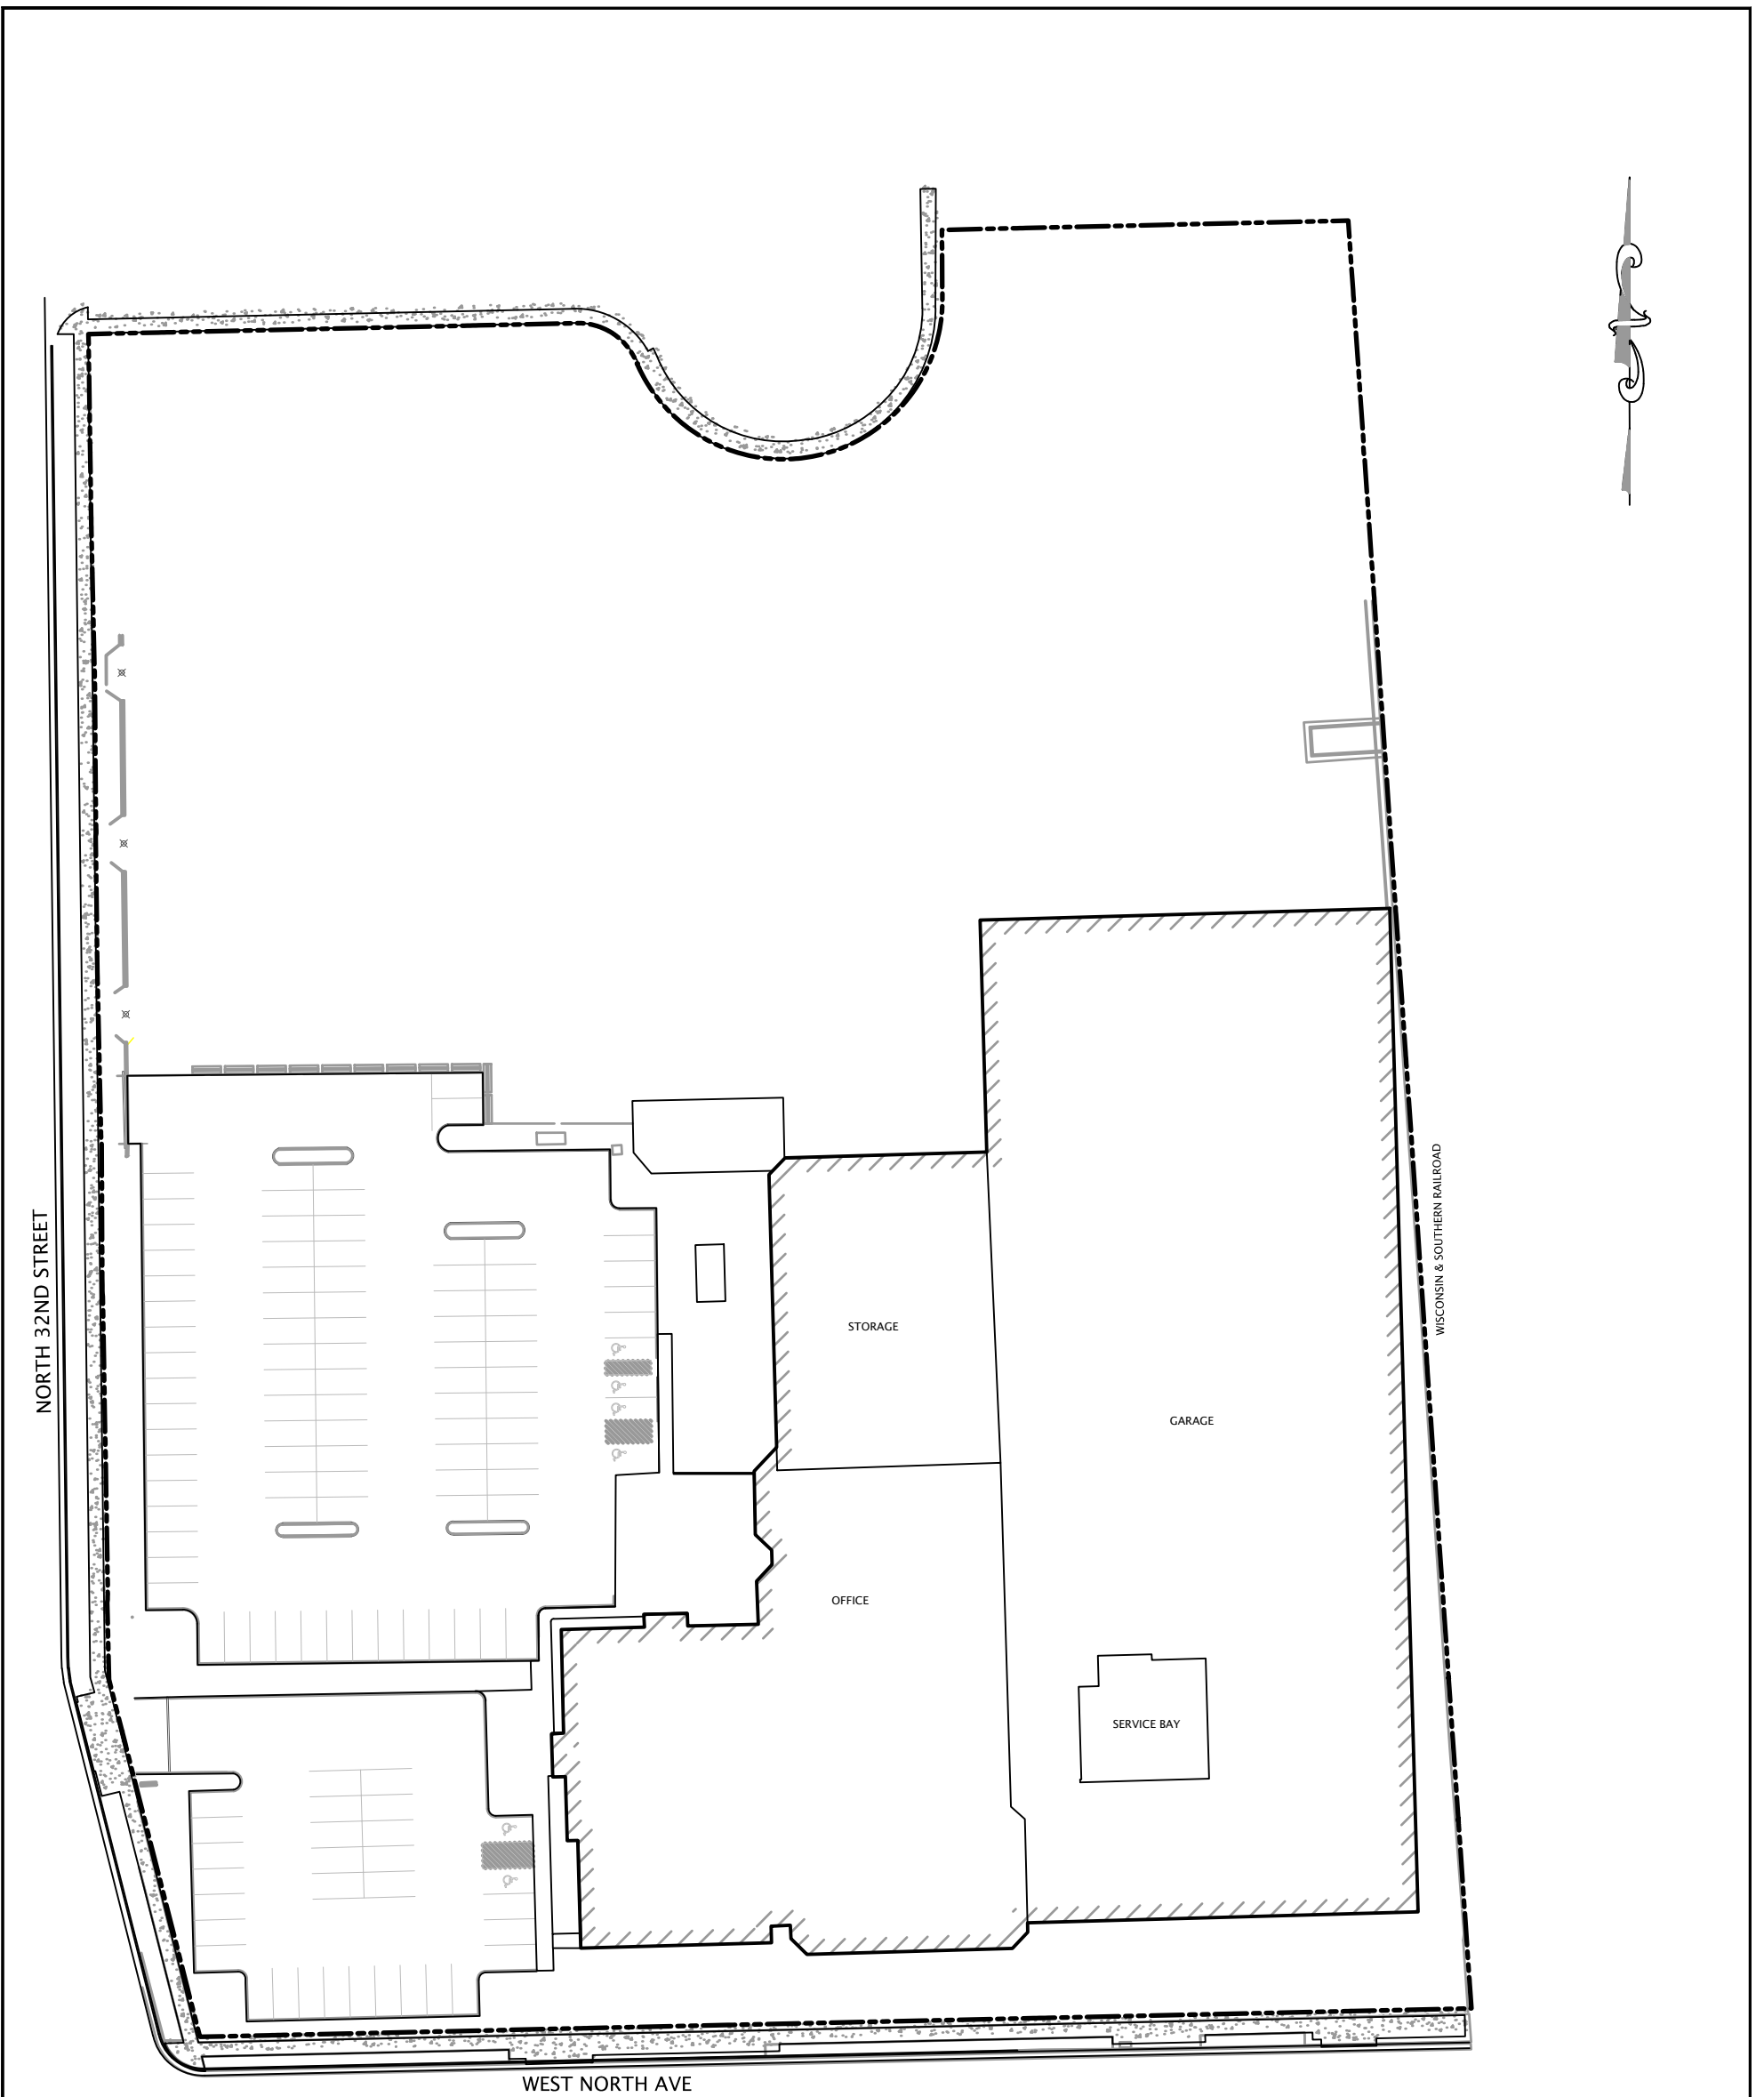 WISCONSIN & SOUTHERN RAILROAD
NORTH 32ND STREET
STORAGE
GARAGE
OFFICE
SERVICE BAY
WEST NORTH AVE